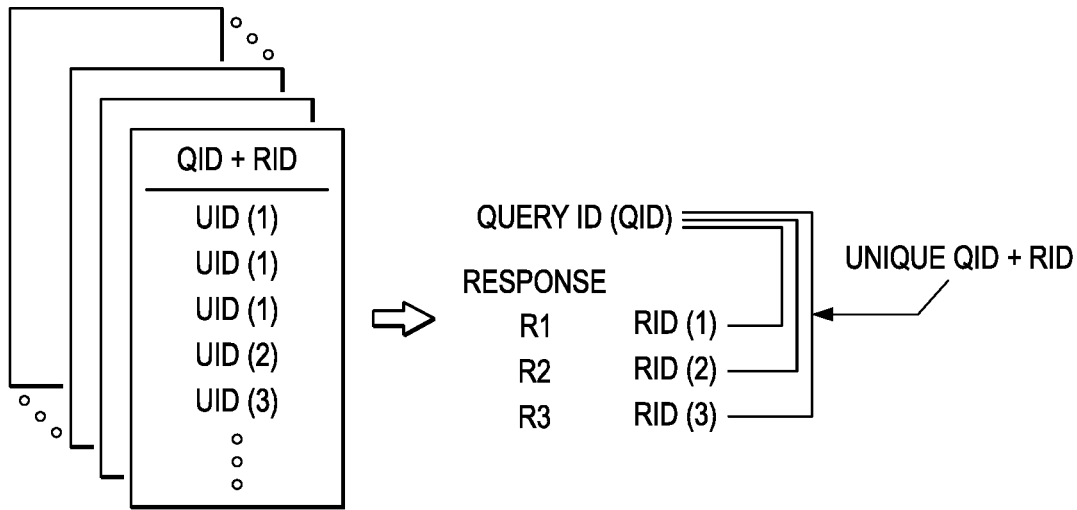 QID + RID
UID (1)
UID (1)
UID (1)
UID (2)
UID (3)
QUERY ID (QID)
UNIQUE QID + RID
RESPONSE
R1 RID (1)
R2 RID (2)
R3 RID (3)